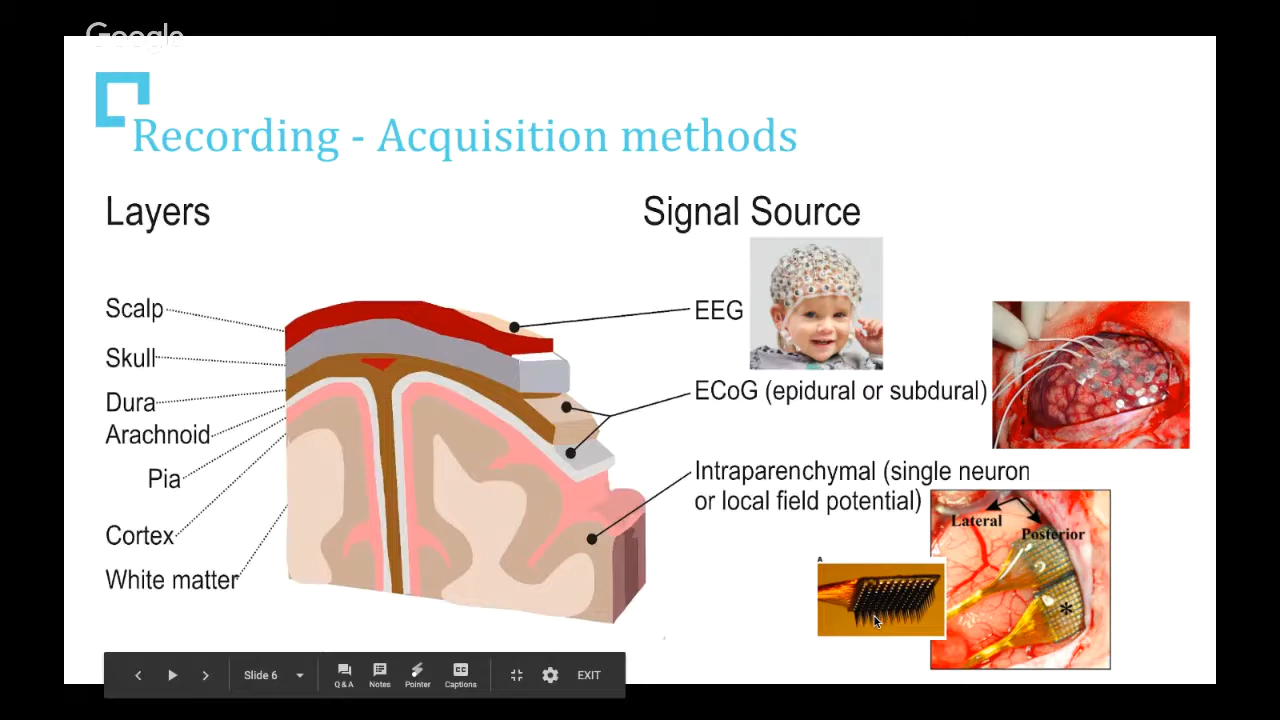 Google
Recording - Acquisition methods
Layers
Signal Source
Scalp
Skull
Dura
Arachnoid
Pia
Cortex
White matter
EEG
ECoG (epidural or subdural)
Intraparenchymal (single neuron
or local field potential)
Lateral
Posterior
*
A
Slide 6
Q&A
Notes
Pointer
CC
Captions
EXIT